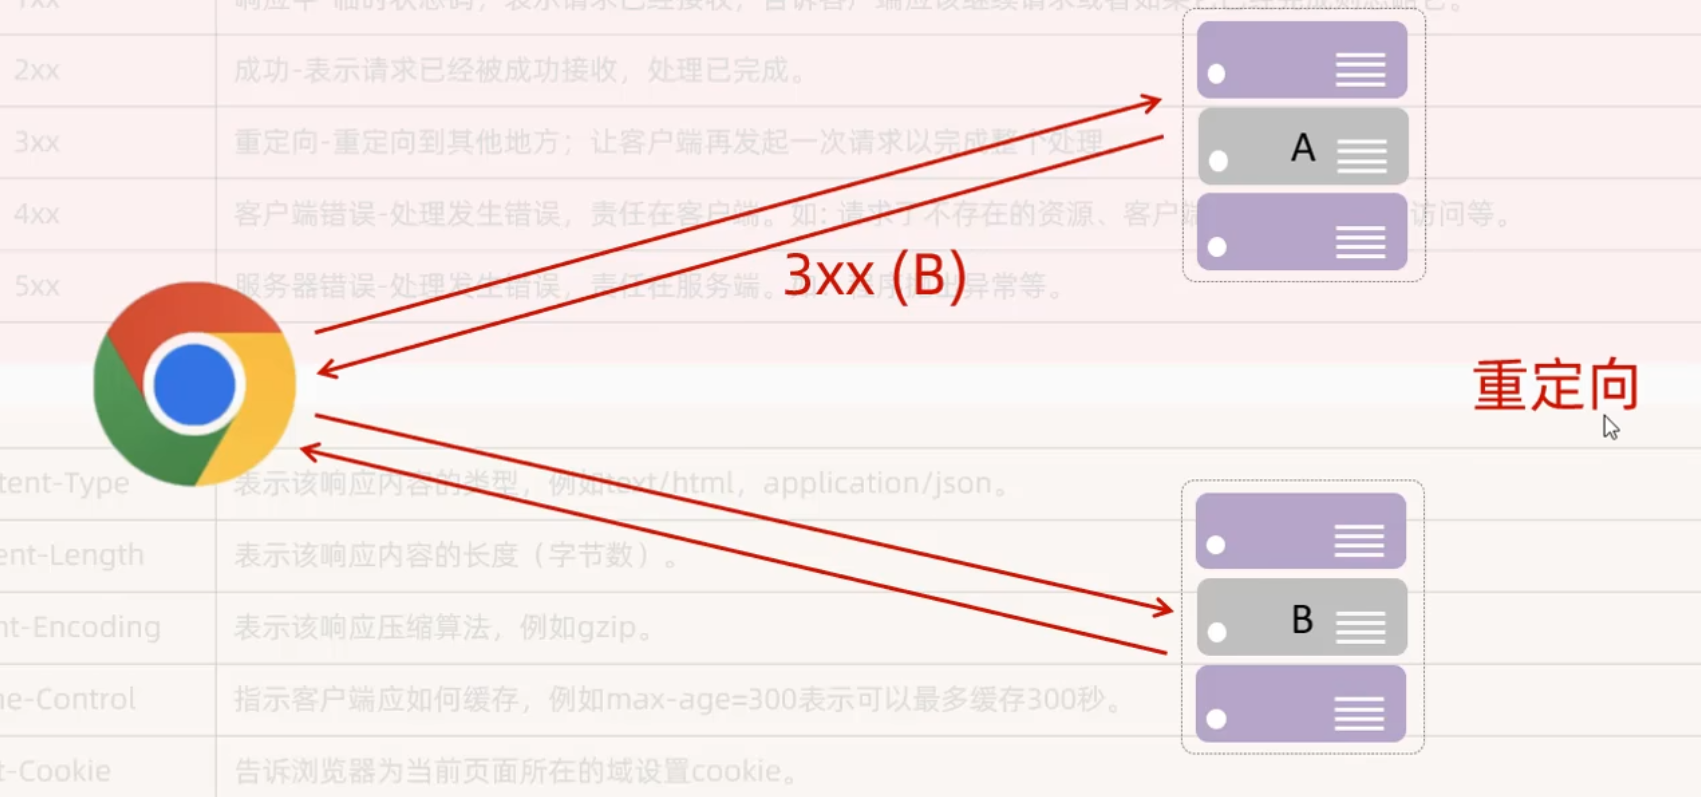 1xx
2xx 成功-表示请求已经被成功接收，处理已完成。
3xx 重定向-重定向到其他地方；让客户端再发起一次请求以完成整个处理。
4xx 客户端错误-处理发生错误，责任在客户端。如：请求了不存在的资源、客户端 访问等。
5xx 服务器错误-处理发生错误，责任在服务端。如：程序抛出异常等。
A
3xx (B)
重定向
tent-Type 表示该响应内容的类型，例如text/html，application/json。
ent-Length 表示该响应内容的长度（字节数）。
B
nt-Encoding 表示该响应压缩算法，例如gzip。
he-Control 指示客户端应如何缓存，例如max-age=300表示可以最多缓存300秒。
t-Cookie 告诉浏览器为当前页面所在的域设置cookie。